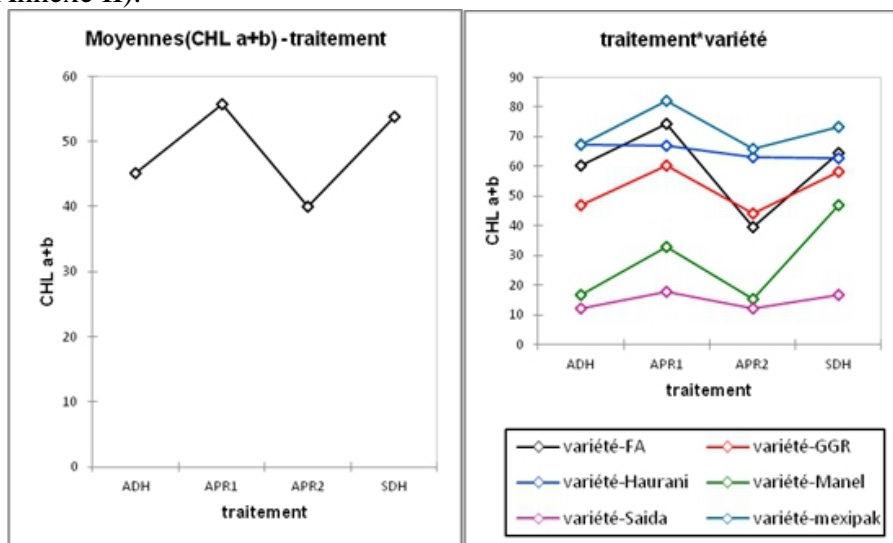 Annexe II).
Moyennes(CHL a+b) - traitement
60
50
40
30
20
10
0
CHL a+b
ADH APR1 APR2 SDH
traitement
traitement*variété
90
80
70
60
50
40
30
20
10
0
CHL a+b
ADH APR1 APR2 SDH
traitement
variété-FA variété-GGR
variété-Haurani variété-Manel
variété-Saida variété-mexipak